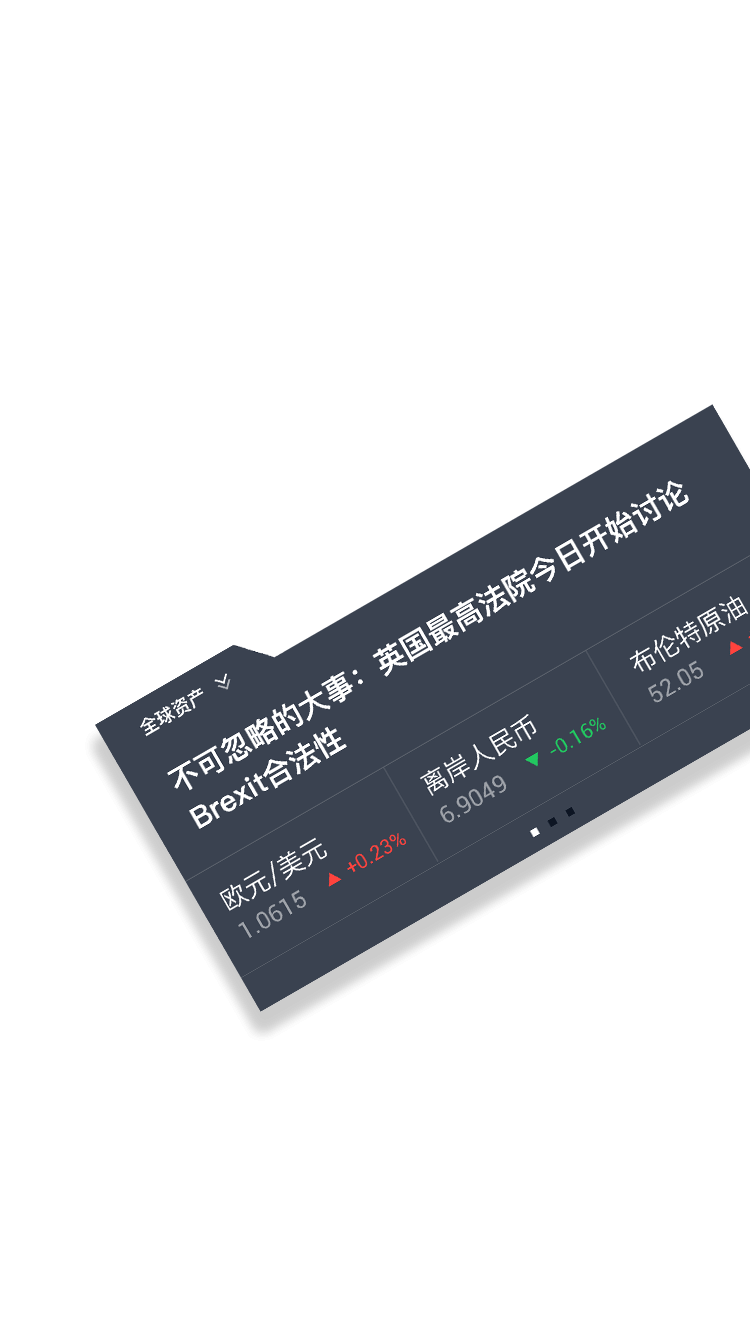 全球资产
不可忽略的大事：英国最高法院今日开始讨论
Brexit合法性
欧元/美元
1.0615 ▲ +0.23%
离岸人民币
6.9049 ▼ -0.16%
布伦特原油
52.05 ▲